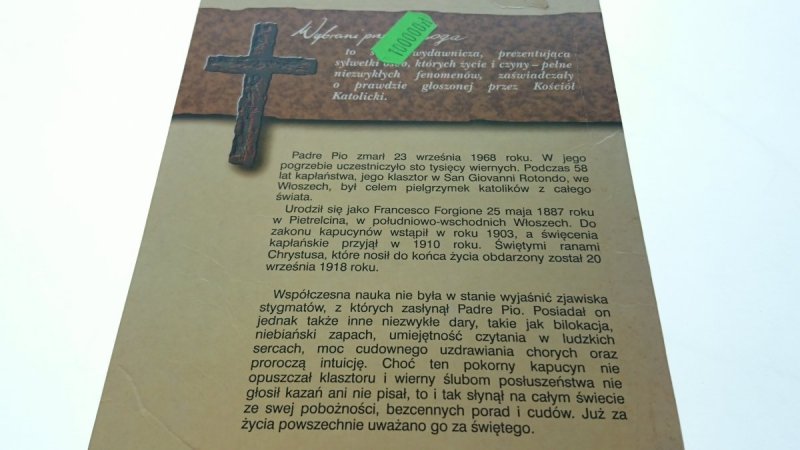 Wybrani
100000zł
to wydawnicza, prezentująca
sylwetki osób, których życie i czyny – pełne
niezwykłych fenomenów, zaświadczały
o prawdzie głoszonej przez Kościół
Katolicki.
Padre Pio zmarł 23 września 1968 roku. W jego
pogrzebie uczestniczyło sto tysięcy wiernych. Podczas 58
lat kapłaństwa, jego klasztor w San Giovanni Rotondo, we
Włoszech, był celem pielgrzymek katolików z całego
świata.
Urodził się jako Francesco Forgione 25 maja 1887 roku
w Pietrelcina, w południowo-wschodnich Włoszech. Do
zakonu kapucynów wstąpił w roku 1903, a święcenia
kapłańskie przyjął w 1910 roku. Świętymi ranami
Chrystusa, które nosił do końca życia obdarzony został 20
września 1918 roku.
Współczesna nauka nie była w stanie wyjaśnić zjawiska
stygmatów, z których zasłynął Padre Pio. Posiadał on
jednak także inne niezwykłe dary, takie jak bilokacja,
niebiański zapach, umiejętność czytania w ludzkich
sercach, moc cudownego uzdrawiania chorych oraz
proroczą intuicję. Choć ten pokorny kapucyn nie
opuszczał klasztoru i wierny ślubom posłuszeństwa nie
głosił kazań ani nie pisał, to i tak słynął na całym świecie
ze swej pobożności, bezcennych porad i cudów. Już za
życia powszechnie uważano go za świętego.